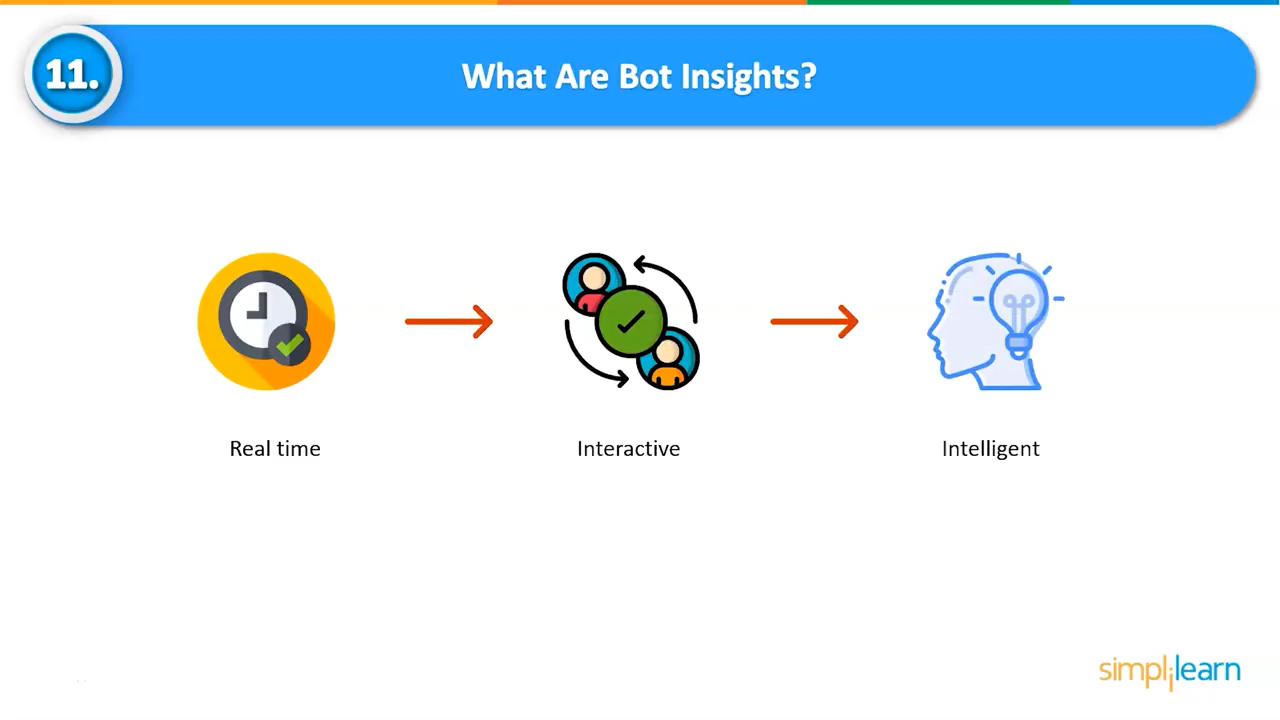 11.
What Are Bot Insights?
Real time
Interactive
Intelligent
simplilearn